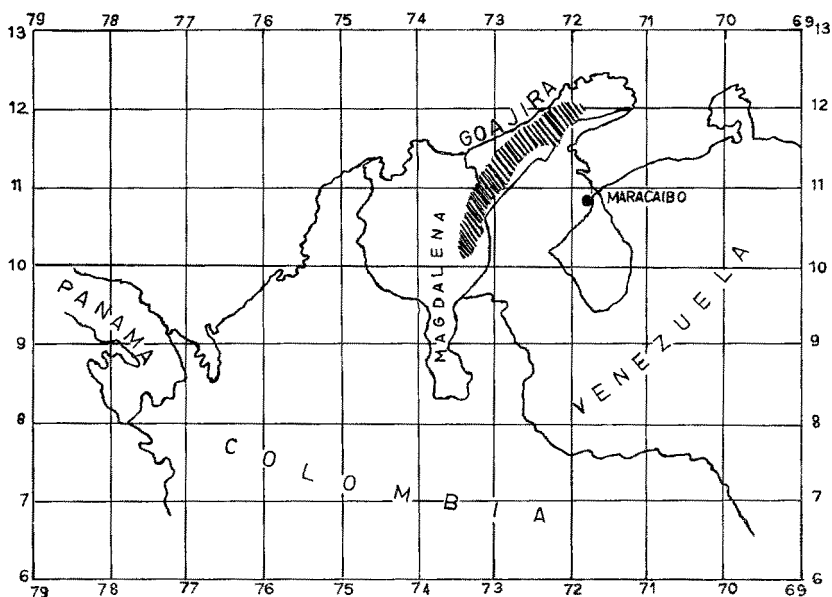 79 78 77 76 75 74 73 72 71 70 69
13 13
GOAJIRA
12 12
11 11
MARACAIBO
MAGDALENA
10 10
PANAMA
VENEZUELA
9 9
8 8
COLOMBIA
7 7
6 6
79 78 77 76 75 74 73 72 71 70 69